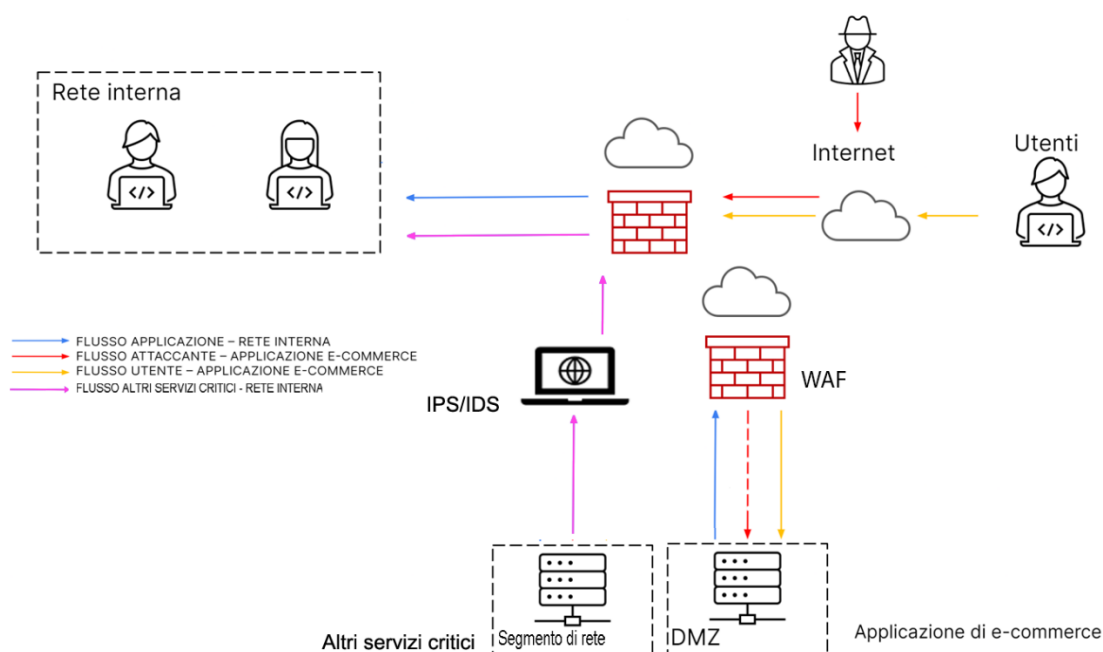 Rete interna
</>
</>
Internet
Utenti
</>
FLUSSO APPLICAZIONE – RETE INTERNA
FLUSSO ATTACCANTE – APPLICAZIONE E-COMMERCE
FLUSSO UTENTE – APPLICAZIONE E-COMMERCE
FLUSSO ALTRI SERVIZI CRITICI - RETE INTERNA
IPS/IDS
WAF
Altri servizi critici
Segmento di rete
DMZ
Applicazione di e-commerce